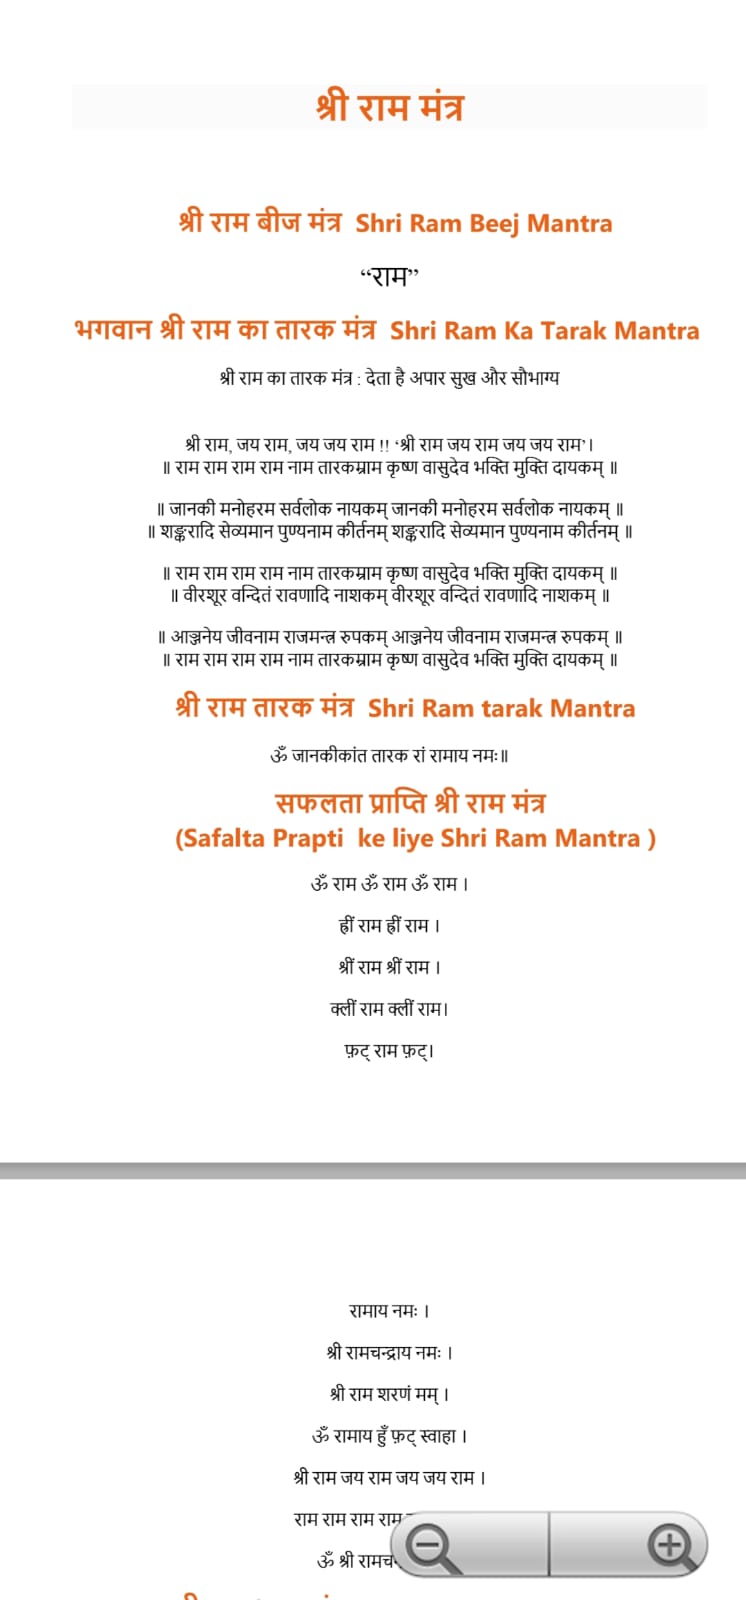 श्री राम मंत्र
श्री राम बीज मंत्र Shri Ram Beej Mantra
“राम”
भगवान श्री राम का तारक मंत्र Shri Ram Ka Tarak Mantra
श्री राम का तारक मंत्र : देता है अपार सुख और सौभाग्य
श्री राम, जय राम, जय जय राम !! ‘श्री राम जय राम जय जय राम’।
॥ राम राम राम राम नाम तारकम्राम कृष्ण वासुदेव भक्ति मुक्ति दायकम् ॥
॥ जानकी मनोहरम सर्वलोक नायकम् जानकी मनोहरम सर्वलोक नायकम् ॥
॥ शङ्करादि सेव्यमान पुण्यनाम कीर्तनम् शङ्करादि सेव्यमान पुण्यनाम कीर्तनम् ॥
॥ राम राम राम राम नाम तारकम्राम कृष्ण वासुदेव भक्ति मुक्ति दायकम् ॥
॥ वीरशूर वन्दितं रावणादि नाशकम् वीरशूर वन्दितं रावणादि नाशकम् ॥
॥ आञ्जनेय जीवनाम राजमन्त्र रुपकम् आञ्जनेय जीवनाम राजमन्त्र रुपकम् ॥
॥ राम राम राम राम नाम तारकम्राम कृष्ण वासुदेव भक्ति मुक्ति दायकम् ॥
श्री राम तारक मंत्र Shri Ram tarak Mantra
ॐ जानकीकांत तारक रां रामाय नमः॥
सफलता प्राप्ति श्री राम मंत्र
(Safalta Prapti ke liye Shri Ram Mantra )
ॐ राम ॐ राम ॐ राम ।
ह्रीं राम ह्रीं राम ।
श्रीं राम श्रीं राम ।
क्लीं राम क्लीं राम।
फ़ट् राम फ़ट्।
रामाय नमः ।
श्री रामचन्द्राय नमः ।
श्री राम शरणं मम् ।
ॐ रामाय हुँ फ़ट् स्वाहा ।
श्री राम जय राम जय जय राम ।
राम राम राम राम
ॐ श्री